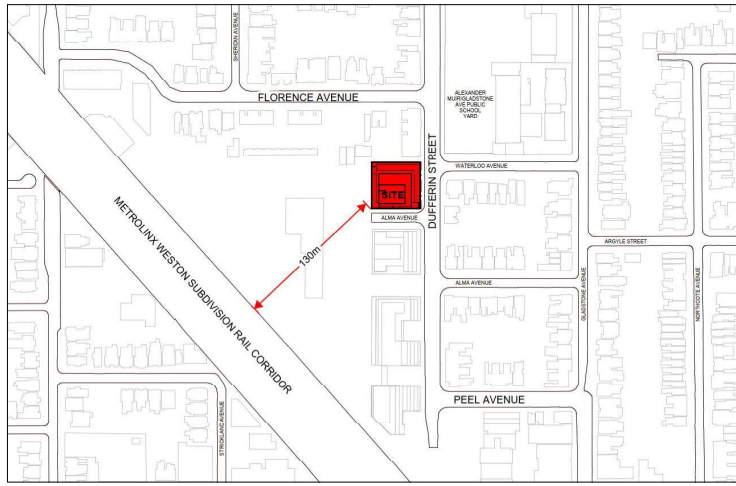 SHERIDIN AVENUE
FLORENCE AVENUE
ALEXANDER
MUIR/GLADSTONE
AVE PUBLIC
SCHOOL
YARD
DUFFERIN STREET
WATERLOO AVENUE
SITE
ALMA AVENUE
130m
METROLINX WESTON SUBDIVISION RAIL CORRIDOR
ARGYLE STREET
ALMA AVENUE
GLADSTONE AVENUE
NORTHCOTE AVENUE
PEEL AVENUE
STRICKLAND AVENUE